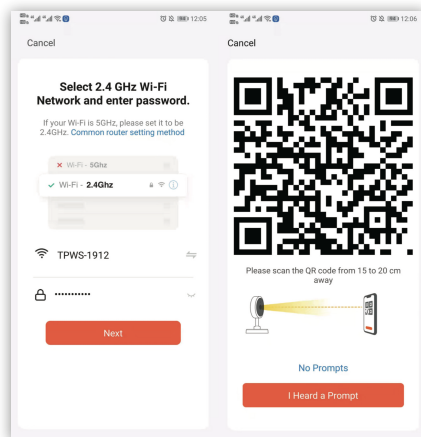 12:05
Cancel
Select 2.4 GHz Wi-Fi
Network and enter password.
If your Wi-Fi is 5GHz, please set it to be
2.4GHz. Common router setting method
Wi-Fi - 5Ghz
Wi-Fi - 2.4Ghz
TPWS-1912
Next
12:06
Cancel
Please scan the QR code from 15 to 20 cm
away
No Prompts
I Heard a Prompt